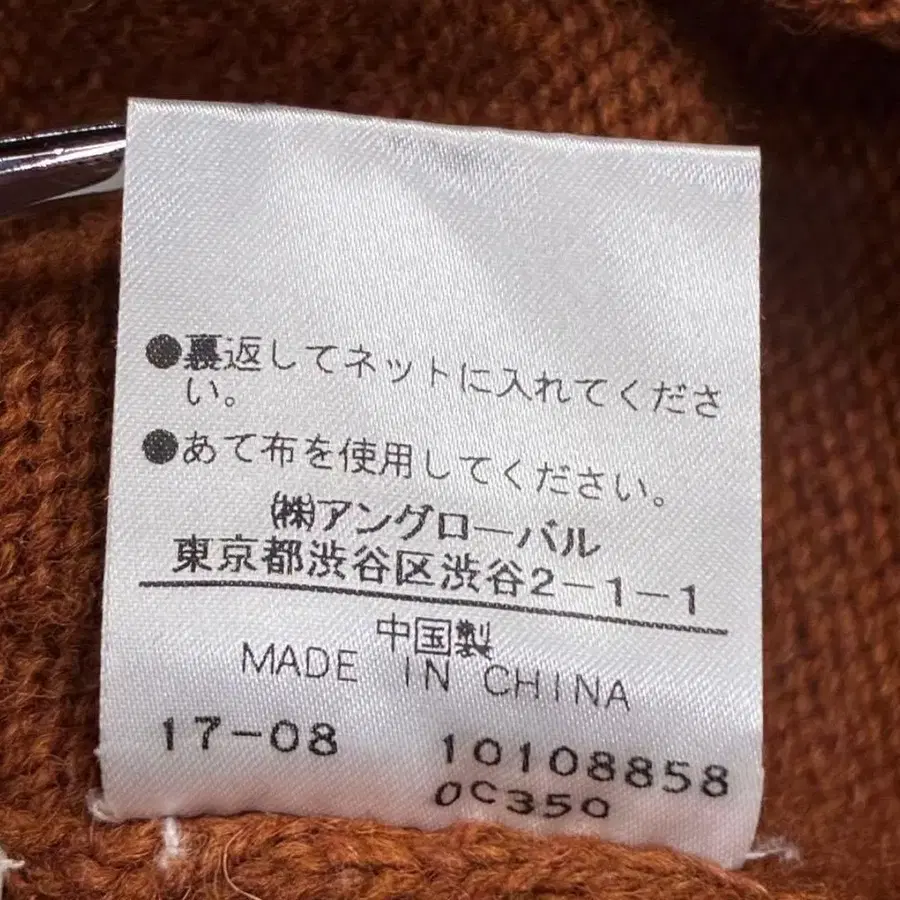 ●裏返してネットに入れてくださ
い。
●あて布を使用してください。
㈱アングローバル
東京都渋谷区渋谷2-1-1
中国製
MADE IN CHINA
17-08 10108858
0C350